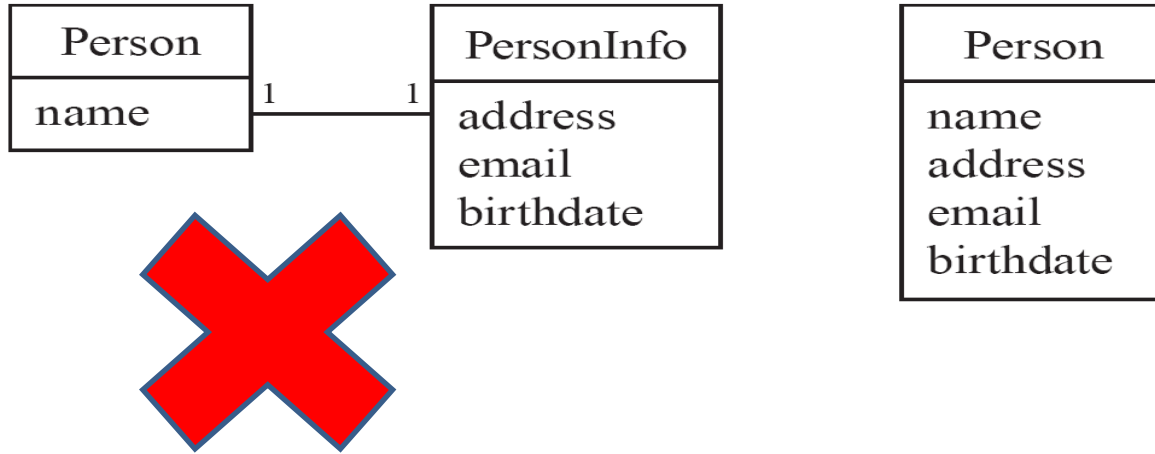 Person
name
1
1
PersonInfo
address
email
birthdate
Person
name
address
email
birthdate